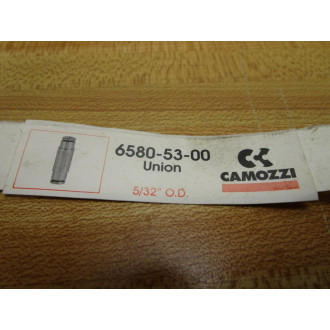 6580-53-00
Union
5/32" O.D.
CAMOZZI